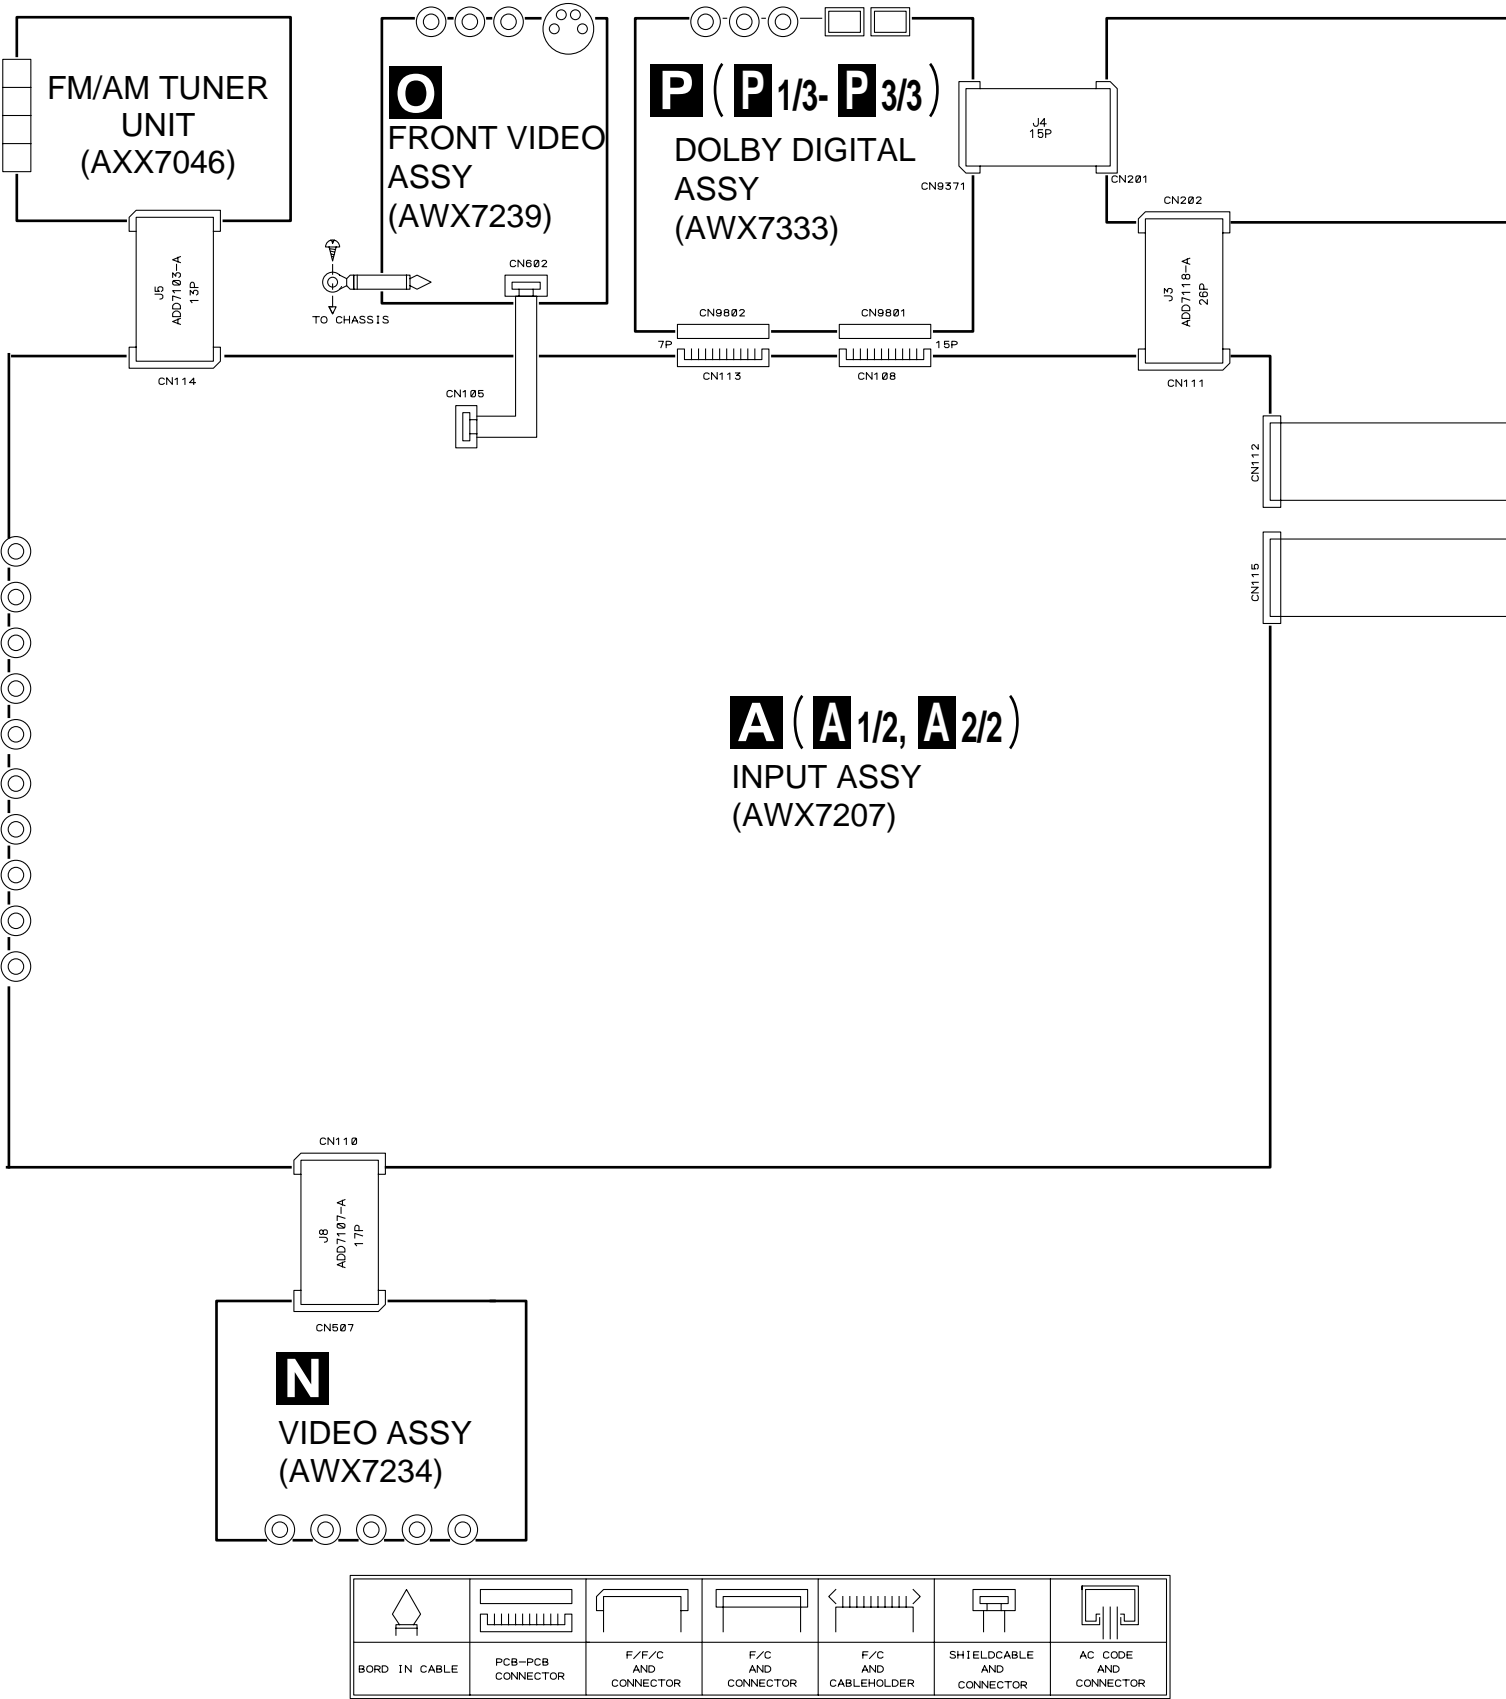 FM/AM TUNER
UNIT
(AXX7046)
O
FRONT VIDEO
ASSY
(AWX7239)
P ( P 1/3- P 3/3 )
DOLBY DIGITAL
ASSY
(AWX7333)
J4
15P
CN9371
CN201
CN202
J5
ADD7103-A
13P
TO CHASSIS
CN602
CN9802
CN9801
7P
15P
J3
ADD7118-A
26P
CN114
CN113
CN108
CN111
CN105
CN112
CN115
A ( A 1/2, A 2/2 )
INPUT ASSY
(AWX7207)
CN110
J8
ADD7107-A
17P
CN507
N
VIDEO ASSY
(AWX7234)
BORD IN CABLE
PCB-PCB
CONNECTOR
F/F/C
AND
CONNECTOR
F/C
AND
CONNECTOR
F/C
AND
CABLEHOLDER
SHIELDCABLE
AND
CONNECTOR
AC CODE
AND
CONNECTOR